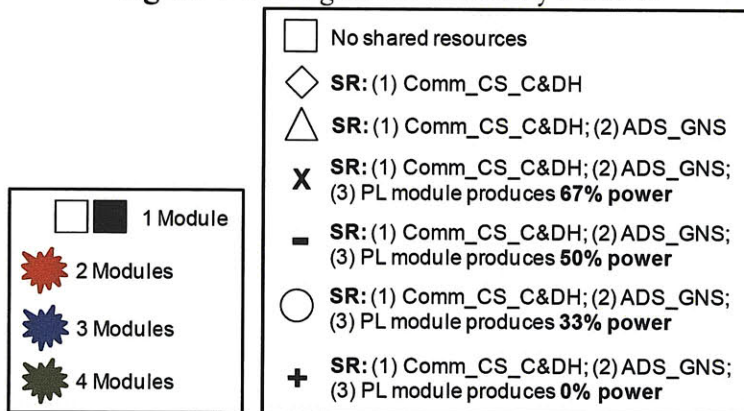 No shared resources
SR: (1) Comm_CS_C&DH
SR: (1) Comm_CS_C&DH; (2) ADS_GNS
SR: (1) Comm_CS_C&DH; (2) ADS_GNS;
(3) PL module produces 67% power
SR: (1) Comm_CS_C&DH; (2) ADS_GNS;
(3) PL module produces 50% power
SR: (1) Comm_CS_C&DH; (2) ADS_GNS;
(3) PL module produces 33% power
SR: (1) Comm_CS_C&DH; (2) ADS_GNS;
(3) PL module produces 0% power
1 Module
2 Modules
3 Modules
4 Modules